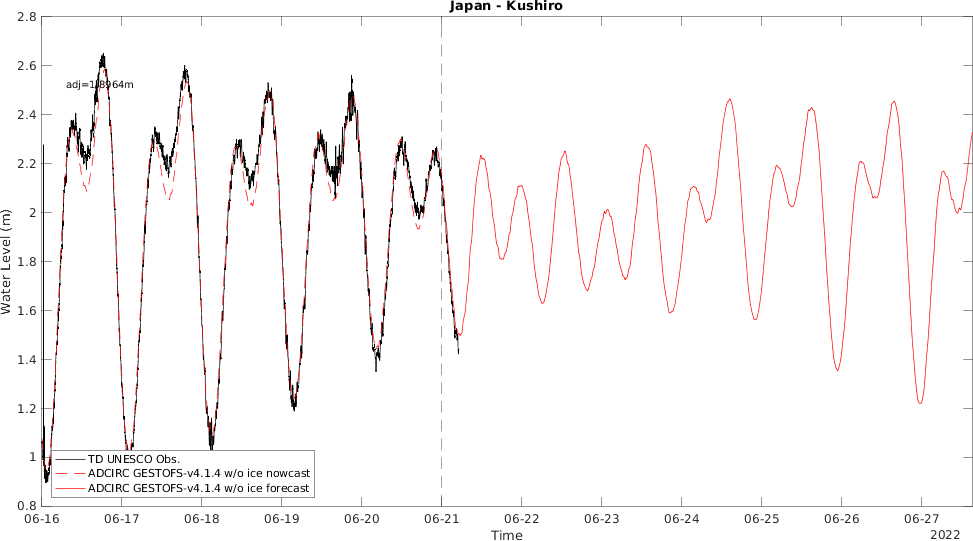 Japan - Kushiro
2.8
2.6
adj=1.8964m
2.4
2.2
2
1.8
1.6
1.4
1.2
1
0.8
Water Level (m)
TD UNESCO Obs.
ADCIRC GESTOFS-v4.1.4 w/o ice nowcast
ADCIRC GESTOFS-v4.1.4 w/o ice forecast
06-16 06-17 06-18 06-19 06-20 06-21 06-22 06-23 06-24 06-25 06-26 06-27
Time
2022